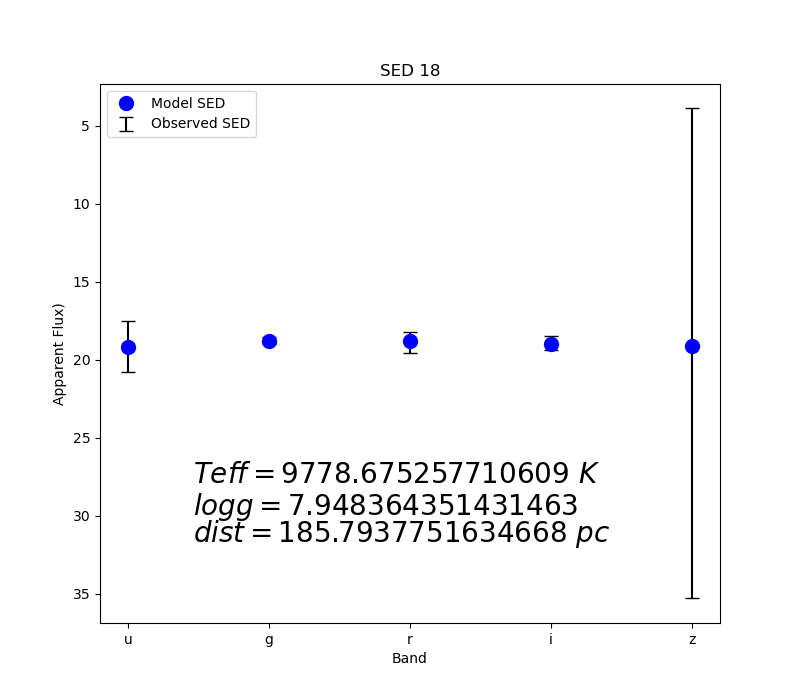 SED 18
Model SED
Observed SED
5
10
15
20
25
30
35
Apparent Flux)
Teff = 9778.675257710609 K
logg = 7.948364351431463
dist = 185.7937751634668 pc
u g r i z
Band